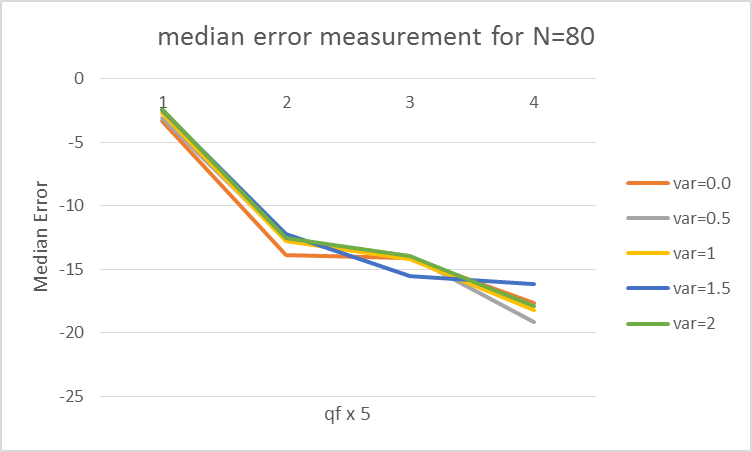 median error measurement for N=80
0
-5
-10
-15
-20
-25
1 2 3 4
Median Error
qf x 5
var=0.0
var=0.5
var=1
var=1.5
var=2